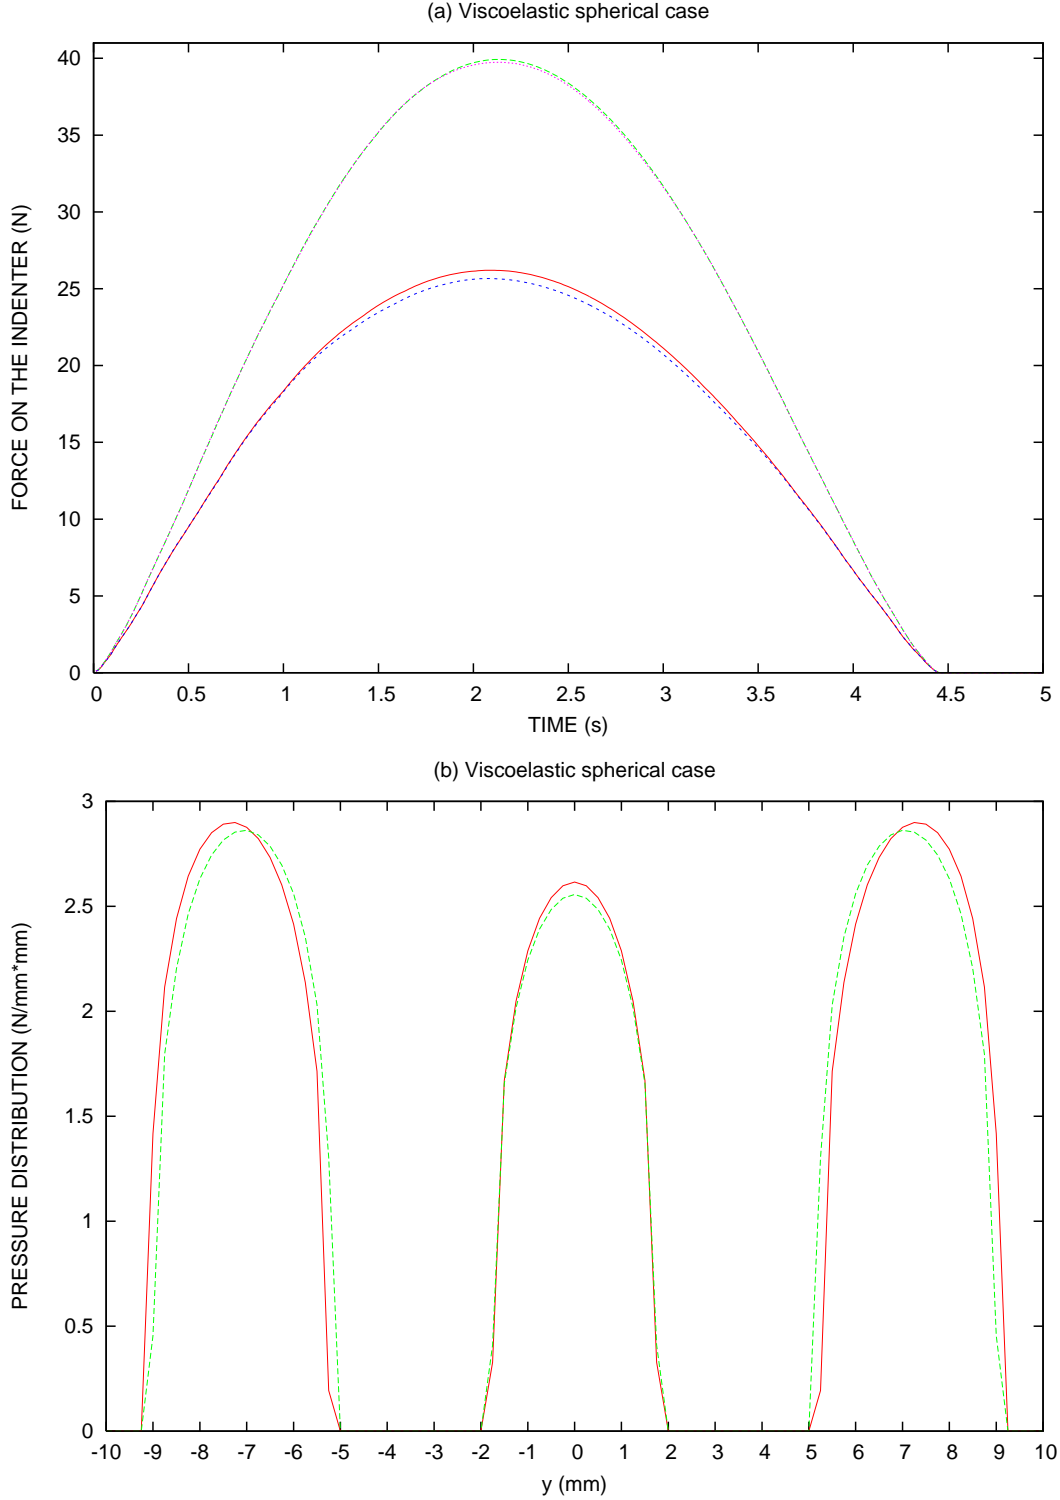 (a) Viscoelastic spherical case
40
35
30
25
20
15
10
5
0
FORCE ON THE INDENTER (N)
0 0.5 1 1.5 2 2.5 3 3.5 4 4.5 5
TIME (s)
(b) Viscoelastic spherical case
3
2.5
2
1.5
1
0.5
0
PRESSURE DISTRIBUTION (N/mm*mm)
-10 -9 -8 -7 -6 -5 -4 -3 -2 -1 0 1 2 3 4 5 6 7 8 9 10
y (mm)